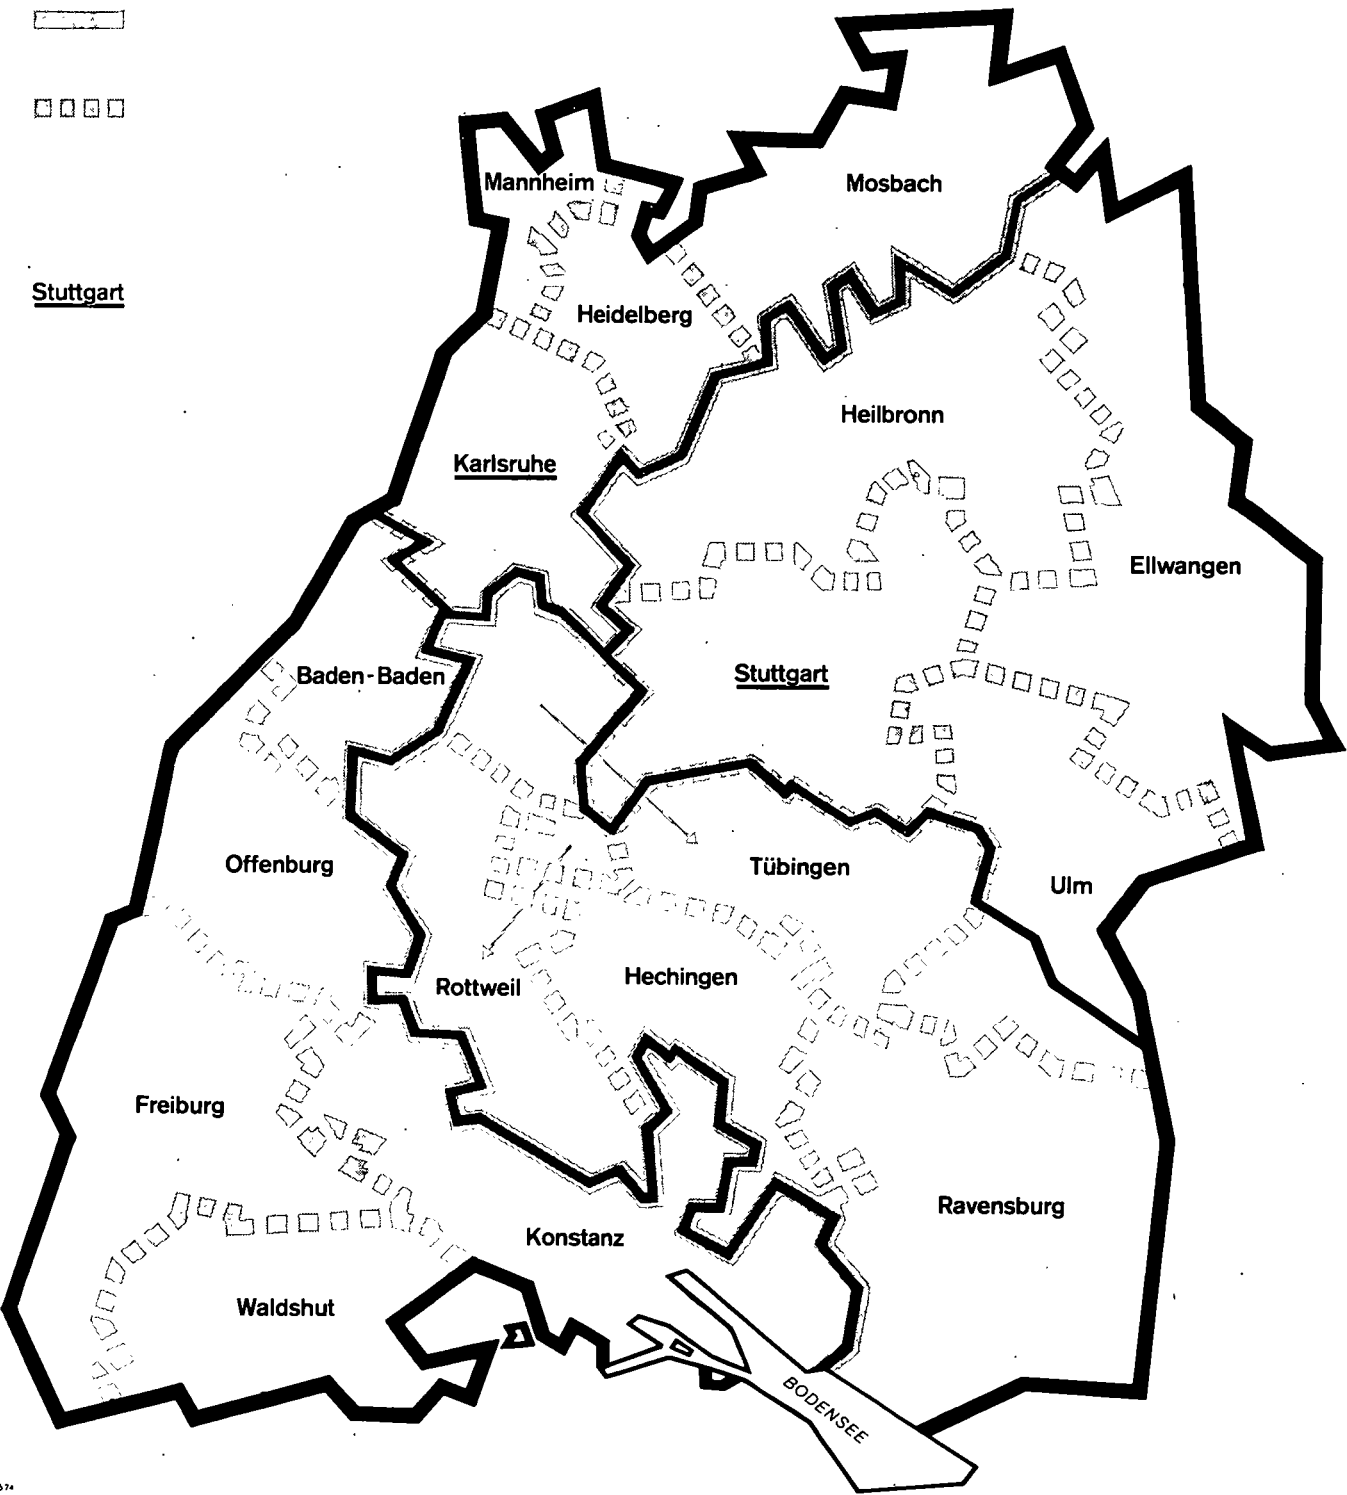 Mannheim
Mosbach
Stuttgart
Heidelberg
Heilbronn
Karlsruhe
Ellwangen
Baden-Baden
Stuttgart
Offenburg
Tübingen
Ulm
Rottweil
Hechingen
Freiburg
Ravensburg
Konstanz
Waldshut
BODENSEE